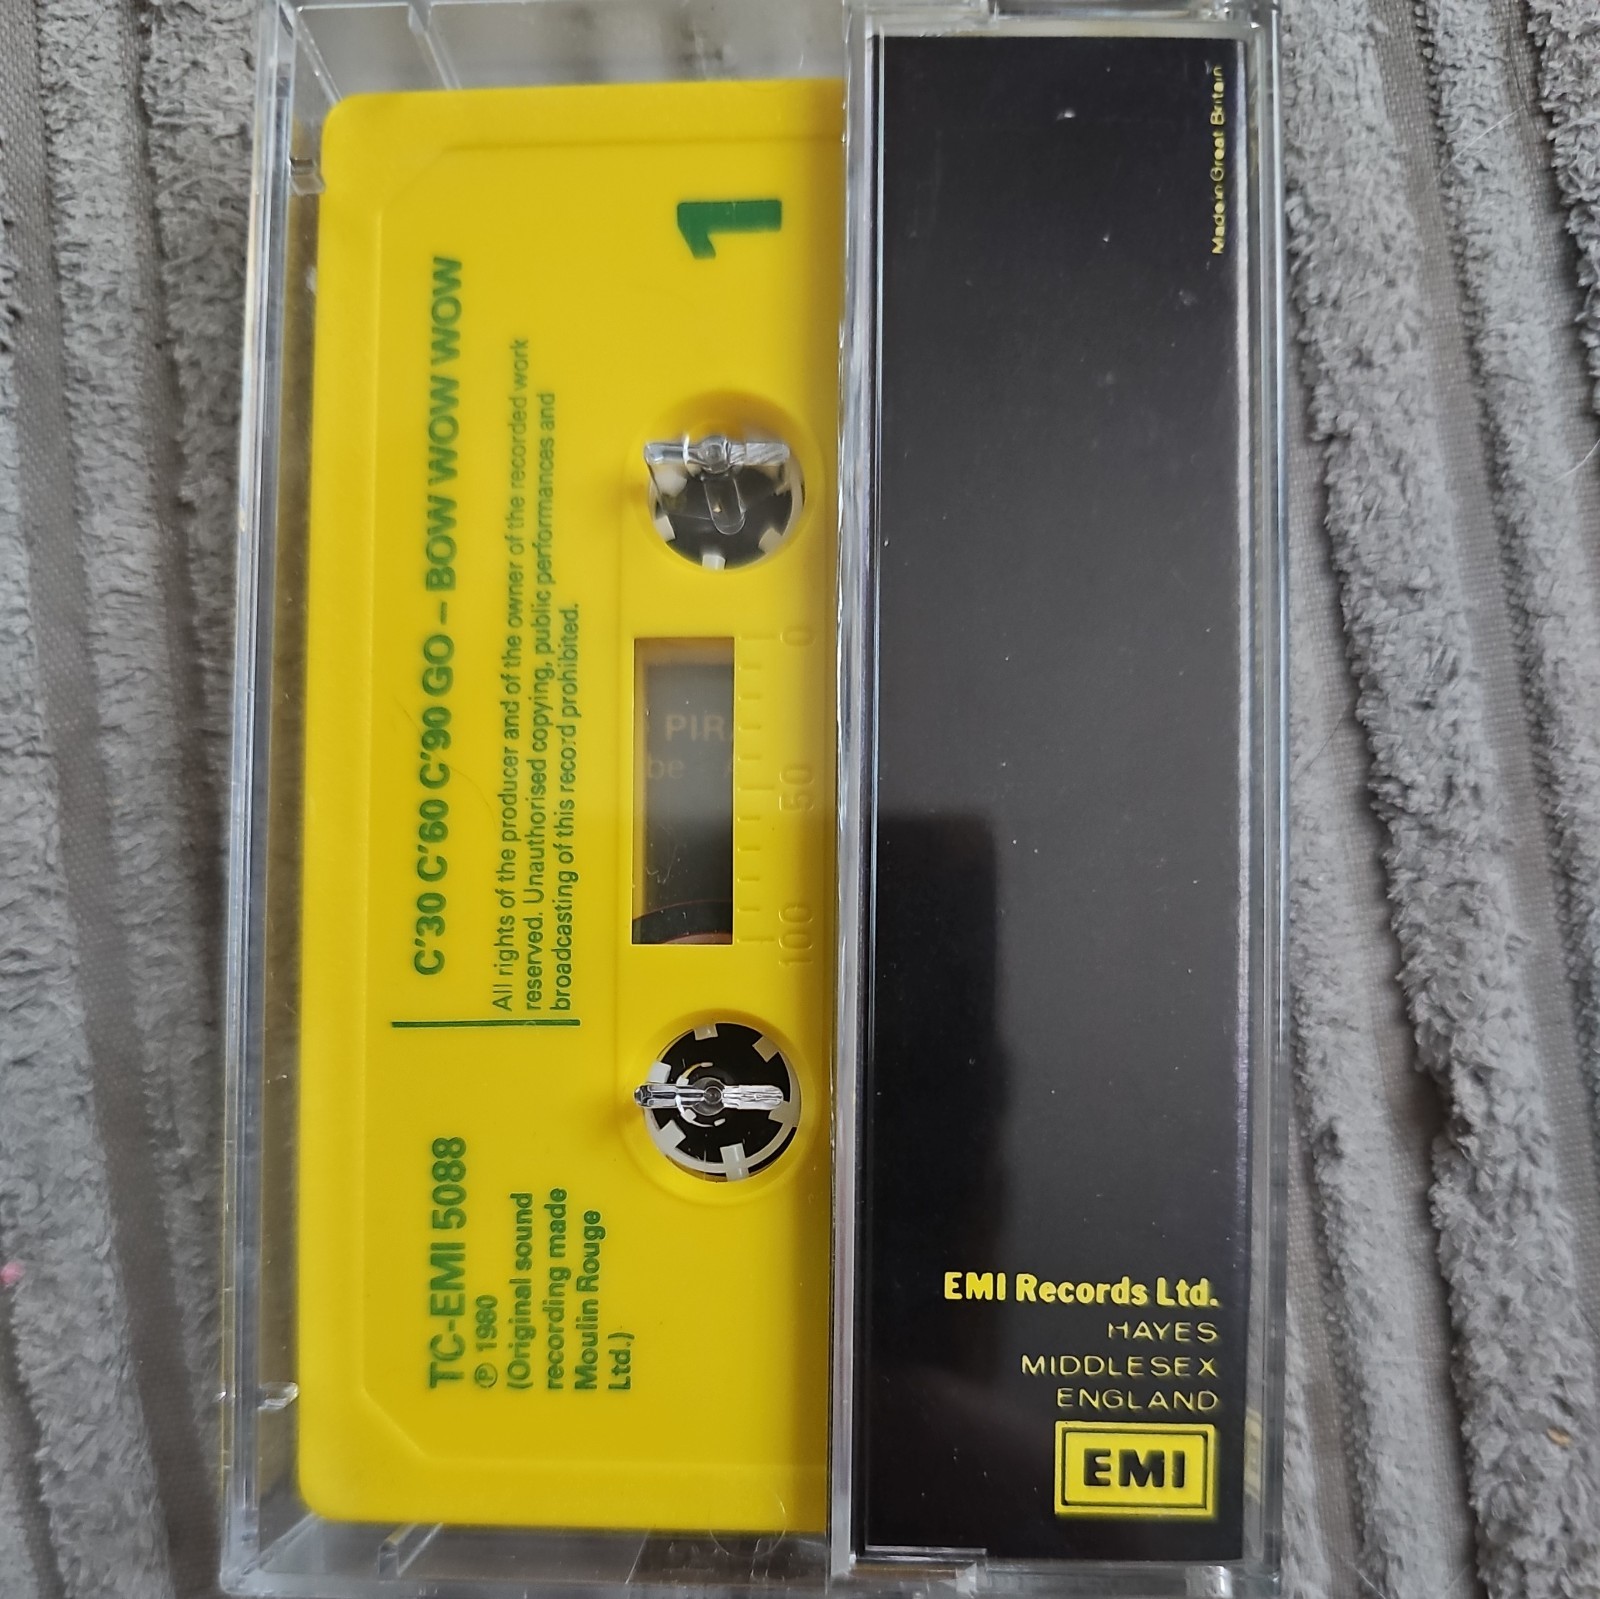 C'30 C'60 C'90 GO – BOW WOW WOW
All rights of the producer and of the owner of the recorded work
reserved. Unauthorised copying, public performances and
broadcasting of this record prohibited.
1
TC-EMI 5088
℗ 1980
(Original sound
recording made
Moulin Rouge
Ltd.)
PIR
be
100 50 0
Made in Great Britain
EMI Records Ltd.
HAYES
MIDDLESEX
ENGLAND
EMI